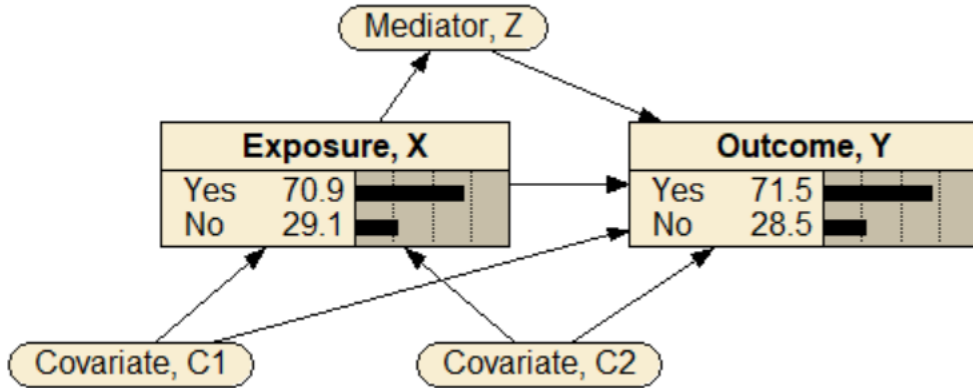 Mediator, Z
Exposure, X
Yes 70.9
No 29.1
Outcome, Y
Yes 71.5
No 28.5
Covariate, C1
Covariate, C2